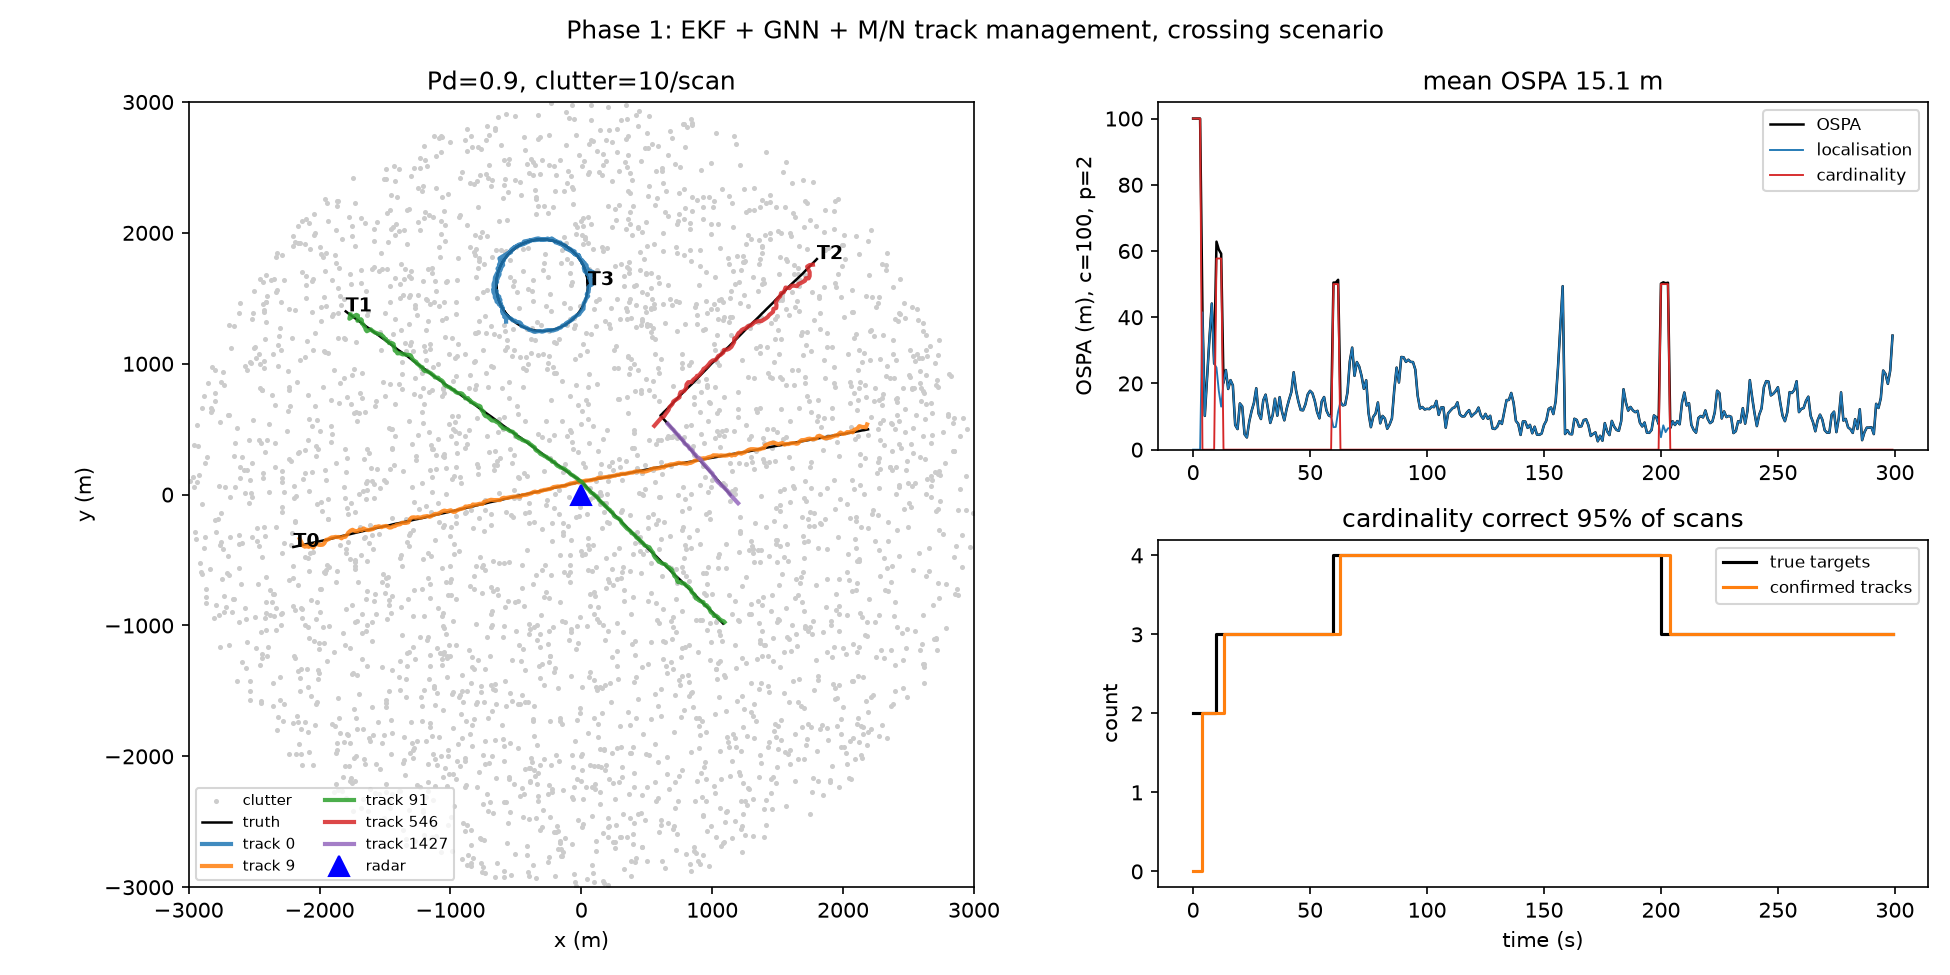 Phase 1: EKF + GNN + M/N track management, crossing scenario
Pd=0.9, clutter=10/scan
3000
2000
1000
0
−1000
−2000
−3000
y (m)
T2
T3
T1
T0
clutter
truth
track 0
track 9
track 91
track 546
track 1427
radar
−3000
−2000
−1000
0
1000
2000
3000
x (m)
mean OSPA 15.1 m
OSPA (m), c=100, p=2
100
80
60
40
20
0
OSPA
localisation
cardinality
0
50
100
150
200
250
300
cardinality correct 95% of scans
count
4
3
2
1
0
true targets
confirmed tracks
0
50
100
150
200
250
300
time (s)